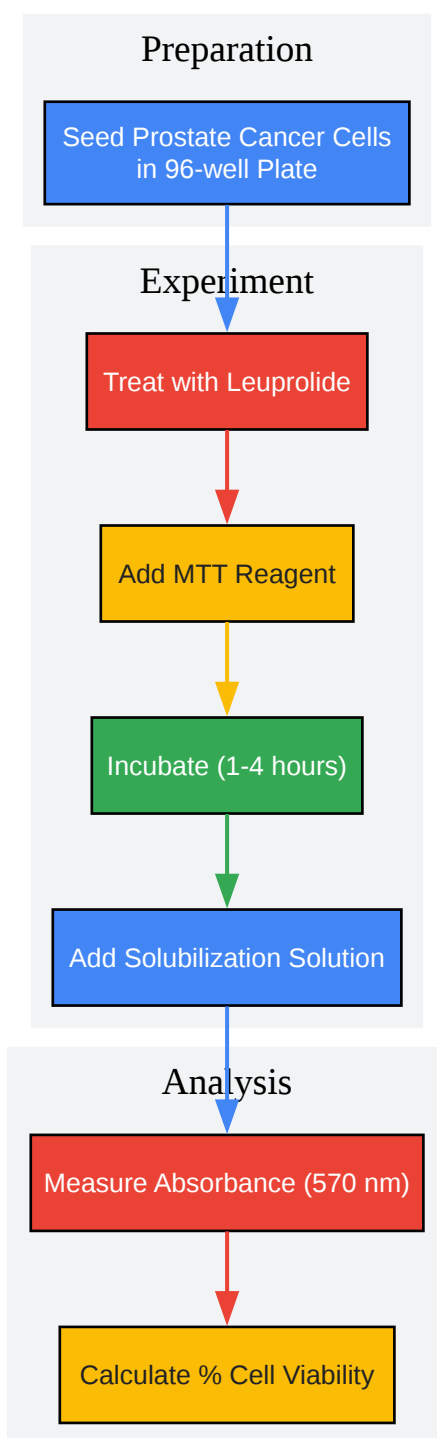 Preparation
Seed Prostate Cancer Cells
in 96-well Plate
Experiment
Treat with Leuprolide
Add MTT Reagent
Incubate (1-4 hours)
Add Solubilization Solution
Analysis
Measure Absorbance (570 nm)
Calculate % Cell Viability